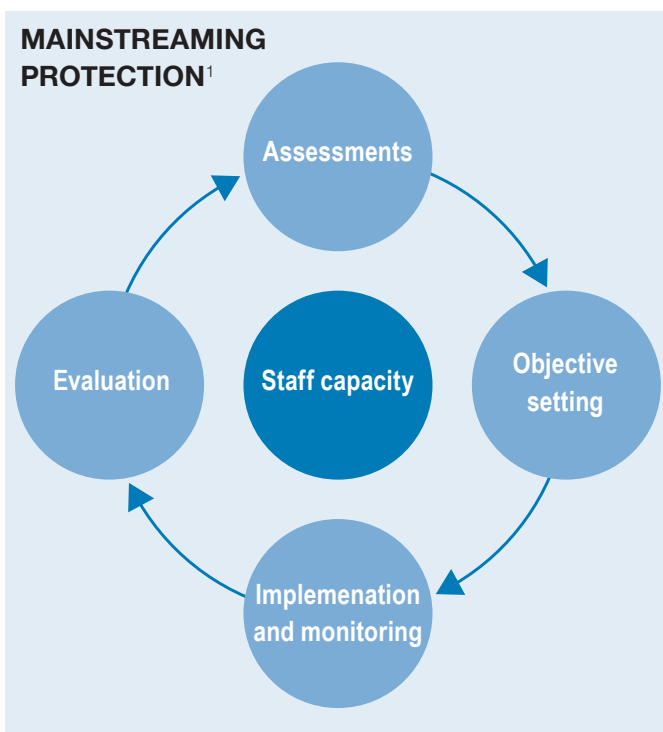 MAINSTREAMING
PROTECTION¹
Assessments
Evaluation
Staff capacity
Objective
setting
Implemenation
and monitoring